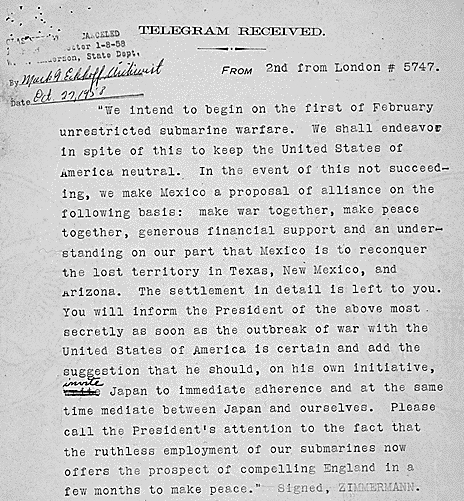 CANCELED
letter 1-8-58
State Dept.
TELEGRAM RECEIVED.
By Mark G Eckhoff Archivist
FROM 2nd from London # 5747.
Date Oct. 27, 1958
"We intend to begin on the first of February
unrestricted submarine warfare. We shall endeavor
in spite of this to keep the United States of
America neutral. In the event of this not succeed-
ing, we make Mexico a proposal of alliance on the
following basis: make war together, make peace
together, generous financial support and an under-
standing on our part that Mexico is to reconquer
the lost territory in Texas, New Mexico, and
Arizona. The settlement in detail is left to you.
You will inform the President of the above most
secretly as soon as the outbreak of war with the
United States of America is certain and add the
suggestion that he should, on his own initiative,
invite
Japan to immediate adherence and at the same
time mediate between Japan and ourselves. Please
call the President's attention to the fact that
the ruthless employment of our submarines now
offers the prospect of compelling England in a
few months to make peace." Signed, ZIMMERMANN.